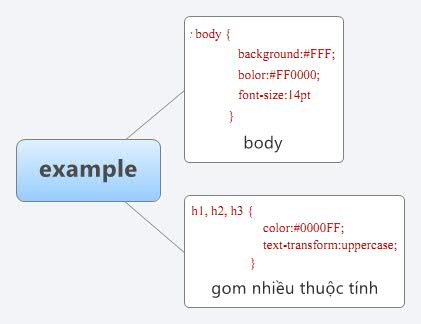 body {
background:#FFF;
bolor:#FF0000;
font-size:14pt
}
body
example
h1, h2, h3 {
color:#0000FF;
text-transform:uppercase;
}
gom nhiều thuộc tính